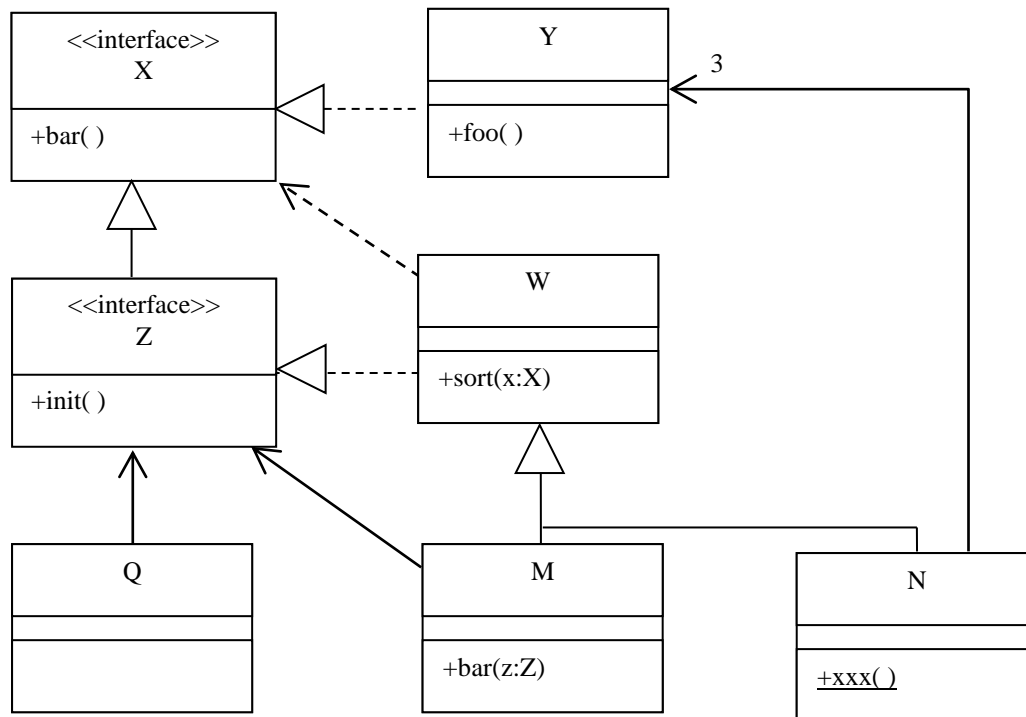 <<interface>>
X
+bar( )
Y
+foo( )
3
<<interface>>
Z
+init( )
W
+sort(x:X)
Q
M
+bar(z:Z)
N
+xxx( )